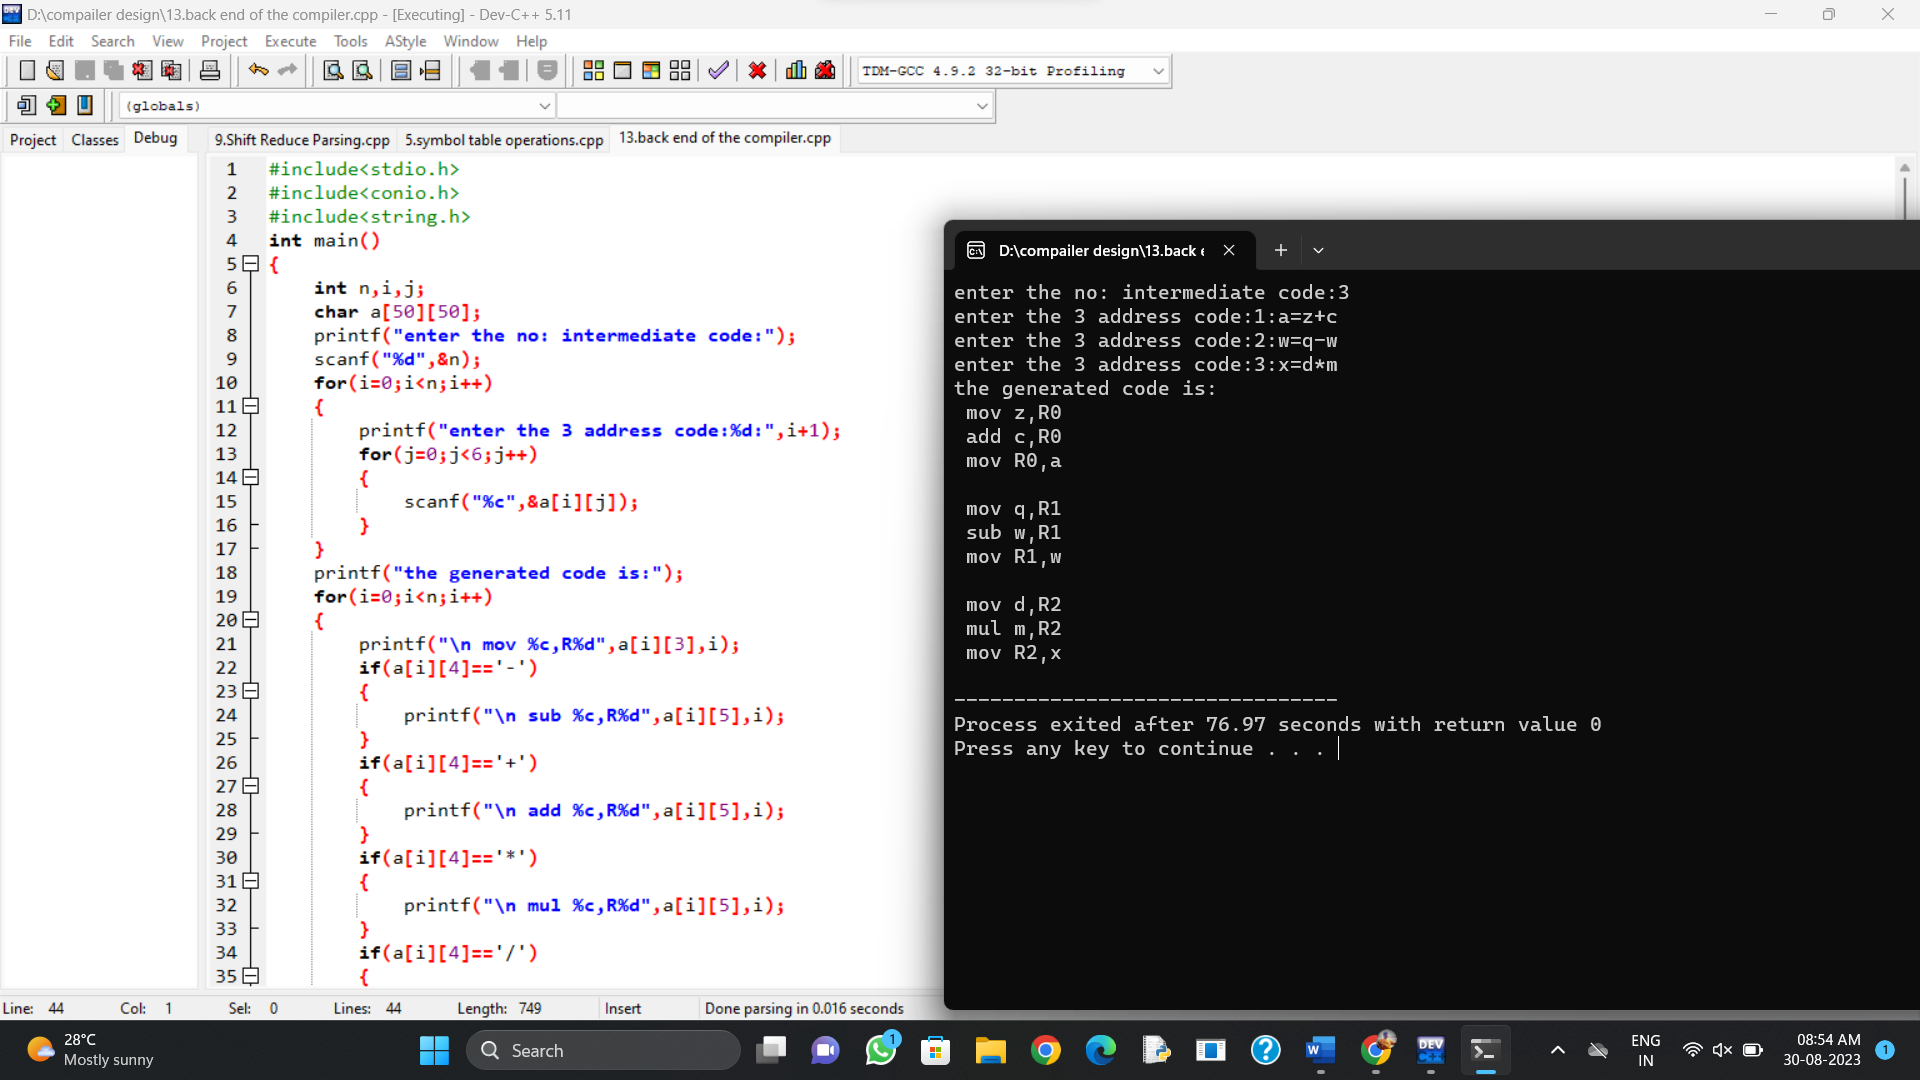 D:\compailer design\13.back end of the compiler.cpp - [Executing] - Dev-C++ 5.11
File Edit Search View Project Execute Tools AStyle Window Help
TDM-GCC 4.9.2 32-bit Profiling
(globals)
Project Classes Debug 9.Shift Reduce Parsing.cpp 5.symbol table operations.cpp 13.back end of the compiler.cpp
1 #include<stdio.h>
2 #include<conio.h>
3 #include<string.h>
4 int main()
5 {
6 int n,i,j;
7 char a[50][50];
8 printf("enter the no: intermediate code:");
9 scanf("%d",&n);
10 for(i=0;i<n;i++)
11 {
12 printf("enter the 3 address code:%d:",i+1);
13 for(j=0;j<6;j++)
14 {
15 scanf("%c",&a[i][j]);
16 }
17 }
18 printf("the generated code is:");
19 for(i=0;i<n;i++)
20 {
21 printf("\n mov %c,R%d",a[i][3],i);
22 if(a[i][4]=='-')
23 {
24 printf("\n sub %c,R%d",a[i][5],i);
25 }
26 if(a[i][4]=='+')
27 {
28 printf("\n add %c,R%d",a[i][5],i);
29 }
30 if(a[i][4]=='*')
31 {
32 printf("\n mul %c,R%d",a[i][5],i);
33 }
34 if(a[i][4]=='/')
35 {
D:\compailer design\13.back e
enter the no: intermediate code:3
enter the 3 address code:1:a=z+c
enter the 3 address code:2:w=q-w
enter the 3 address code:3:x=d*m
the generated code is:
mov z,R0
add c,R0
mov R0,a
mov q,R1
sub w,R1
mov R1,w
mov d,R2
mul m,R2
mov R2,x
--------------------------------
Process exited after 76.97 seconds with return value 0
Press any key to continue . . .
Line: 44 Col: 1 Sel: 0 Lines: 44 Length: 749 Insert Done parsing in 0.016 seconds
28°C
Mostly sunny
Search
1
W
DEV
C++
ENG
IN
08:54 AM
30-08-2023
1